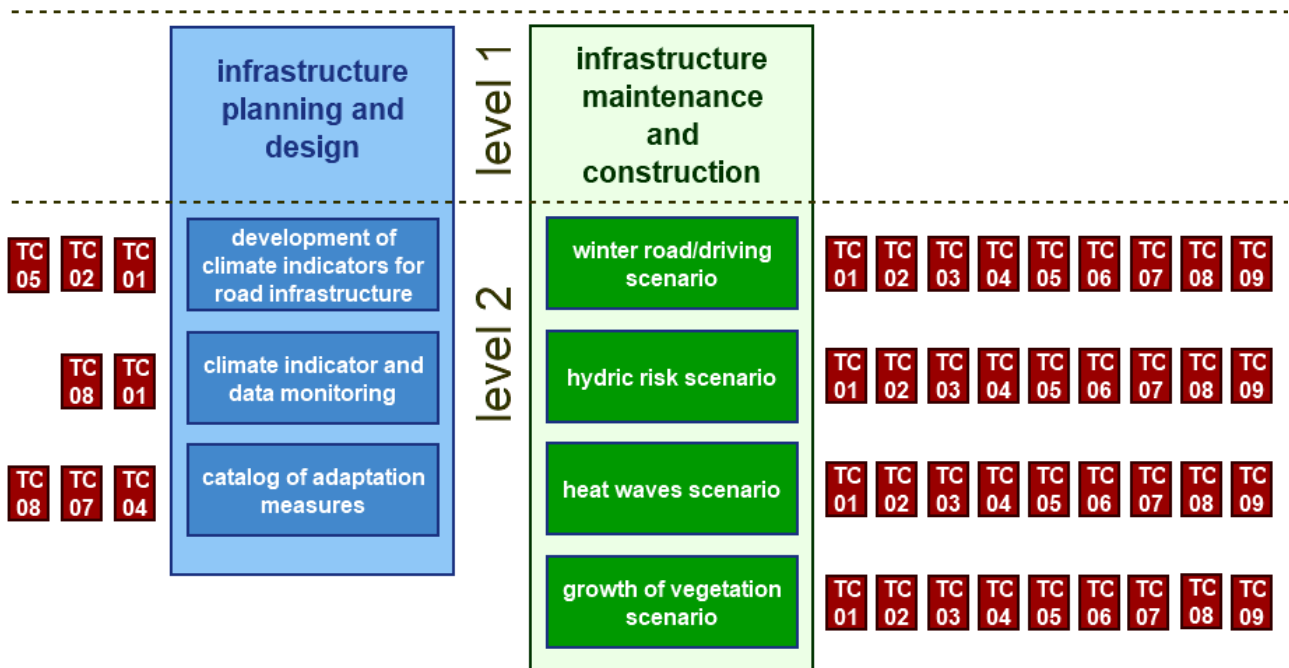 infrastructure
planning and
design
level 1
infrastructure
maintenance
and
construction
TC 05
TC 02
TC 01
development of
climate indicators for
road infrastructure
level 2
winter road/driving
scenario
TC 01
TC 02
TC 03
TC 04
TC 05
TC 06
TC 07
TC 08
TC 09
TC 08
TC 01
climate indicator and
data monitoring
hydric risk scenario
TC 01
TC 02
TC 03
TC 04
TC 05
TC 06
TC 07
TC 08
TC 09
TC 08
TC 07
TC 04
catalog of adaptation
measures
heat waves scenario
TC 01
TC 02
TC 03
TC 04
TC 05
TC 06
TC 07
TC 08
TC 09
growth of vegetation
scenario
TC 01
TC 02
TC 03
TC 04
TC 05
TC 06
TC 07
TC 08
TC 09